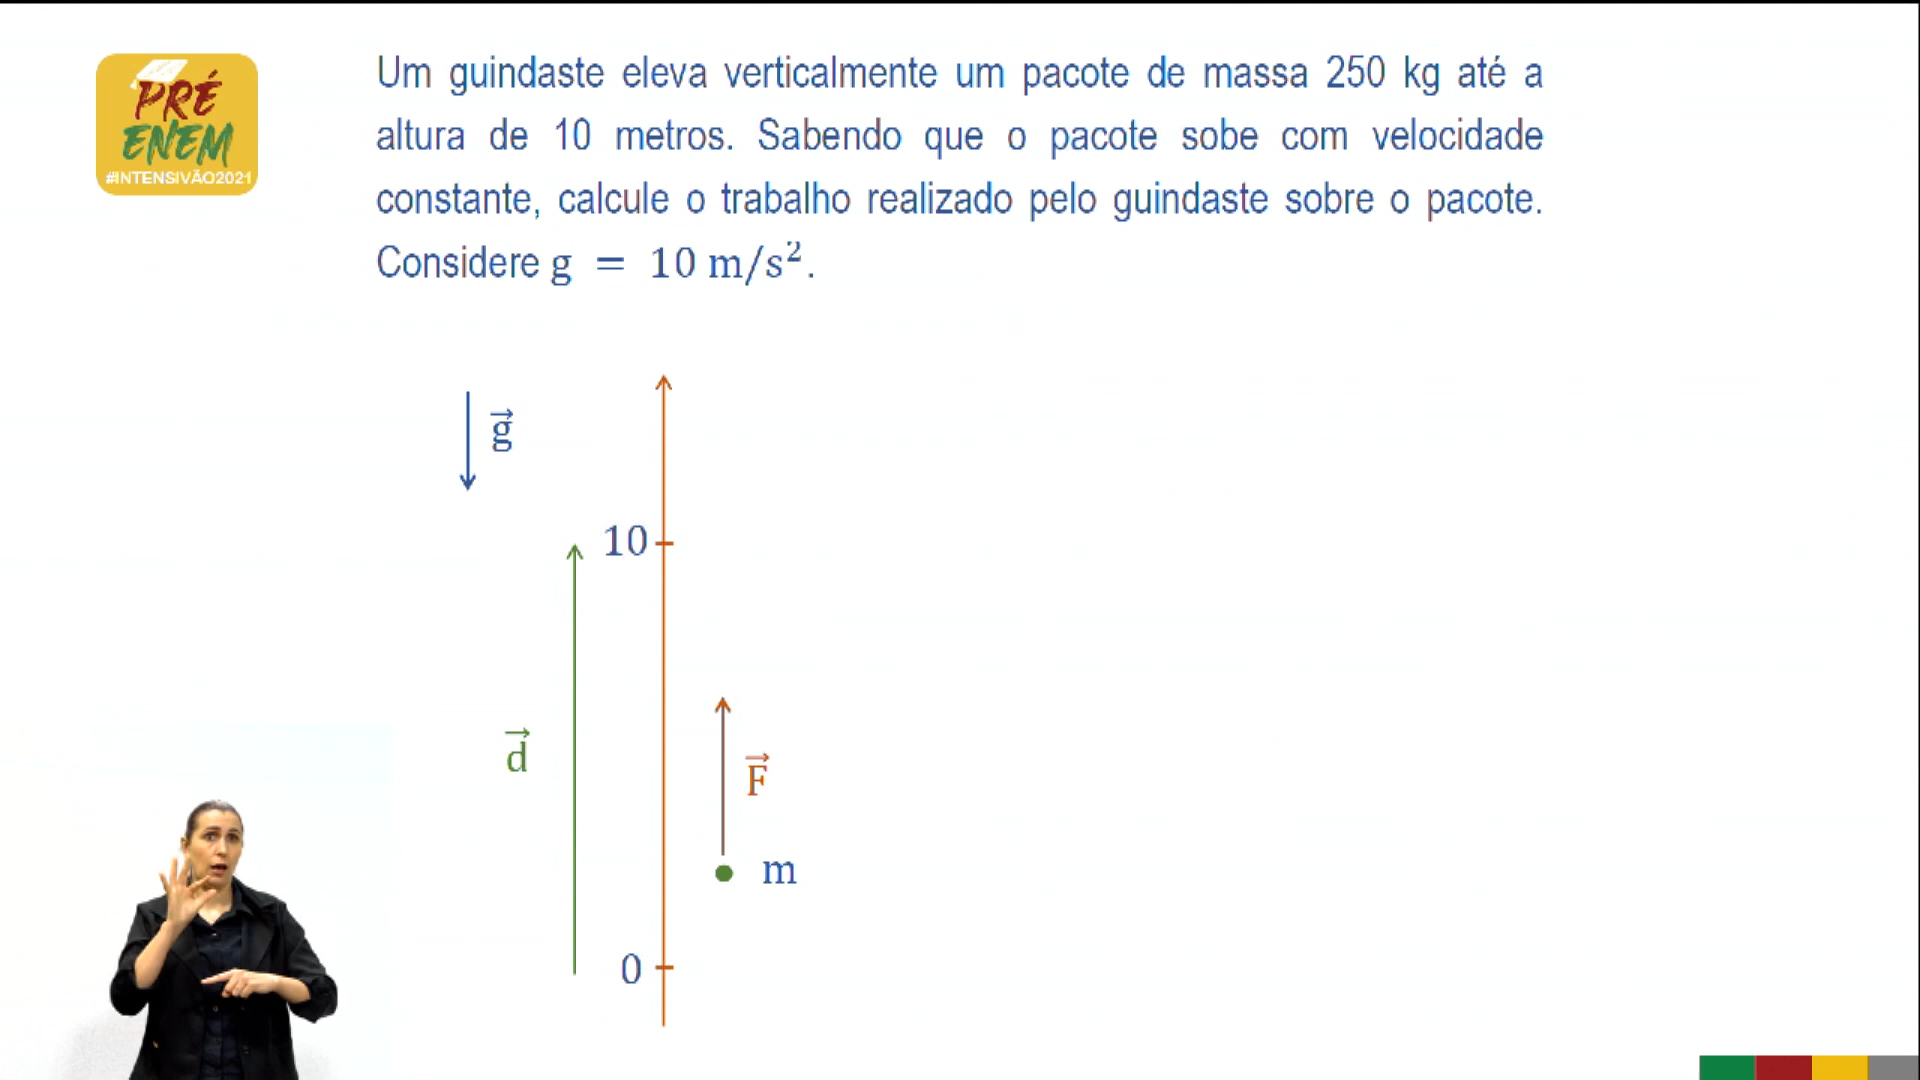 PRÉ
ENEM
#INTENSIVÃO2021
Um guindaste eleva verticalmente um pacote de massa 250 kg até a
altura de 10 metros. Sabendo que o pacote sobe com velocidade
constante, calcule o trabalho realizado pelo guindaste sobre o pacote.
Considere g = 10 m/s².
g⃗
10
d⃗
F⃗
m
0